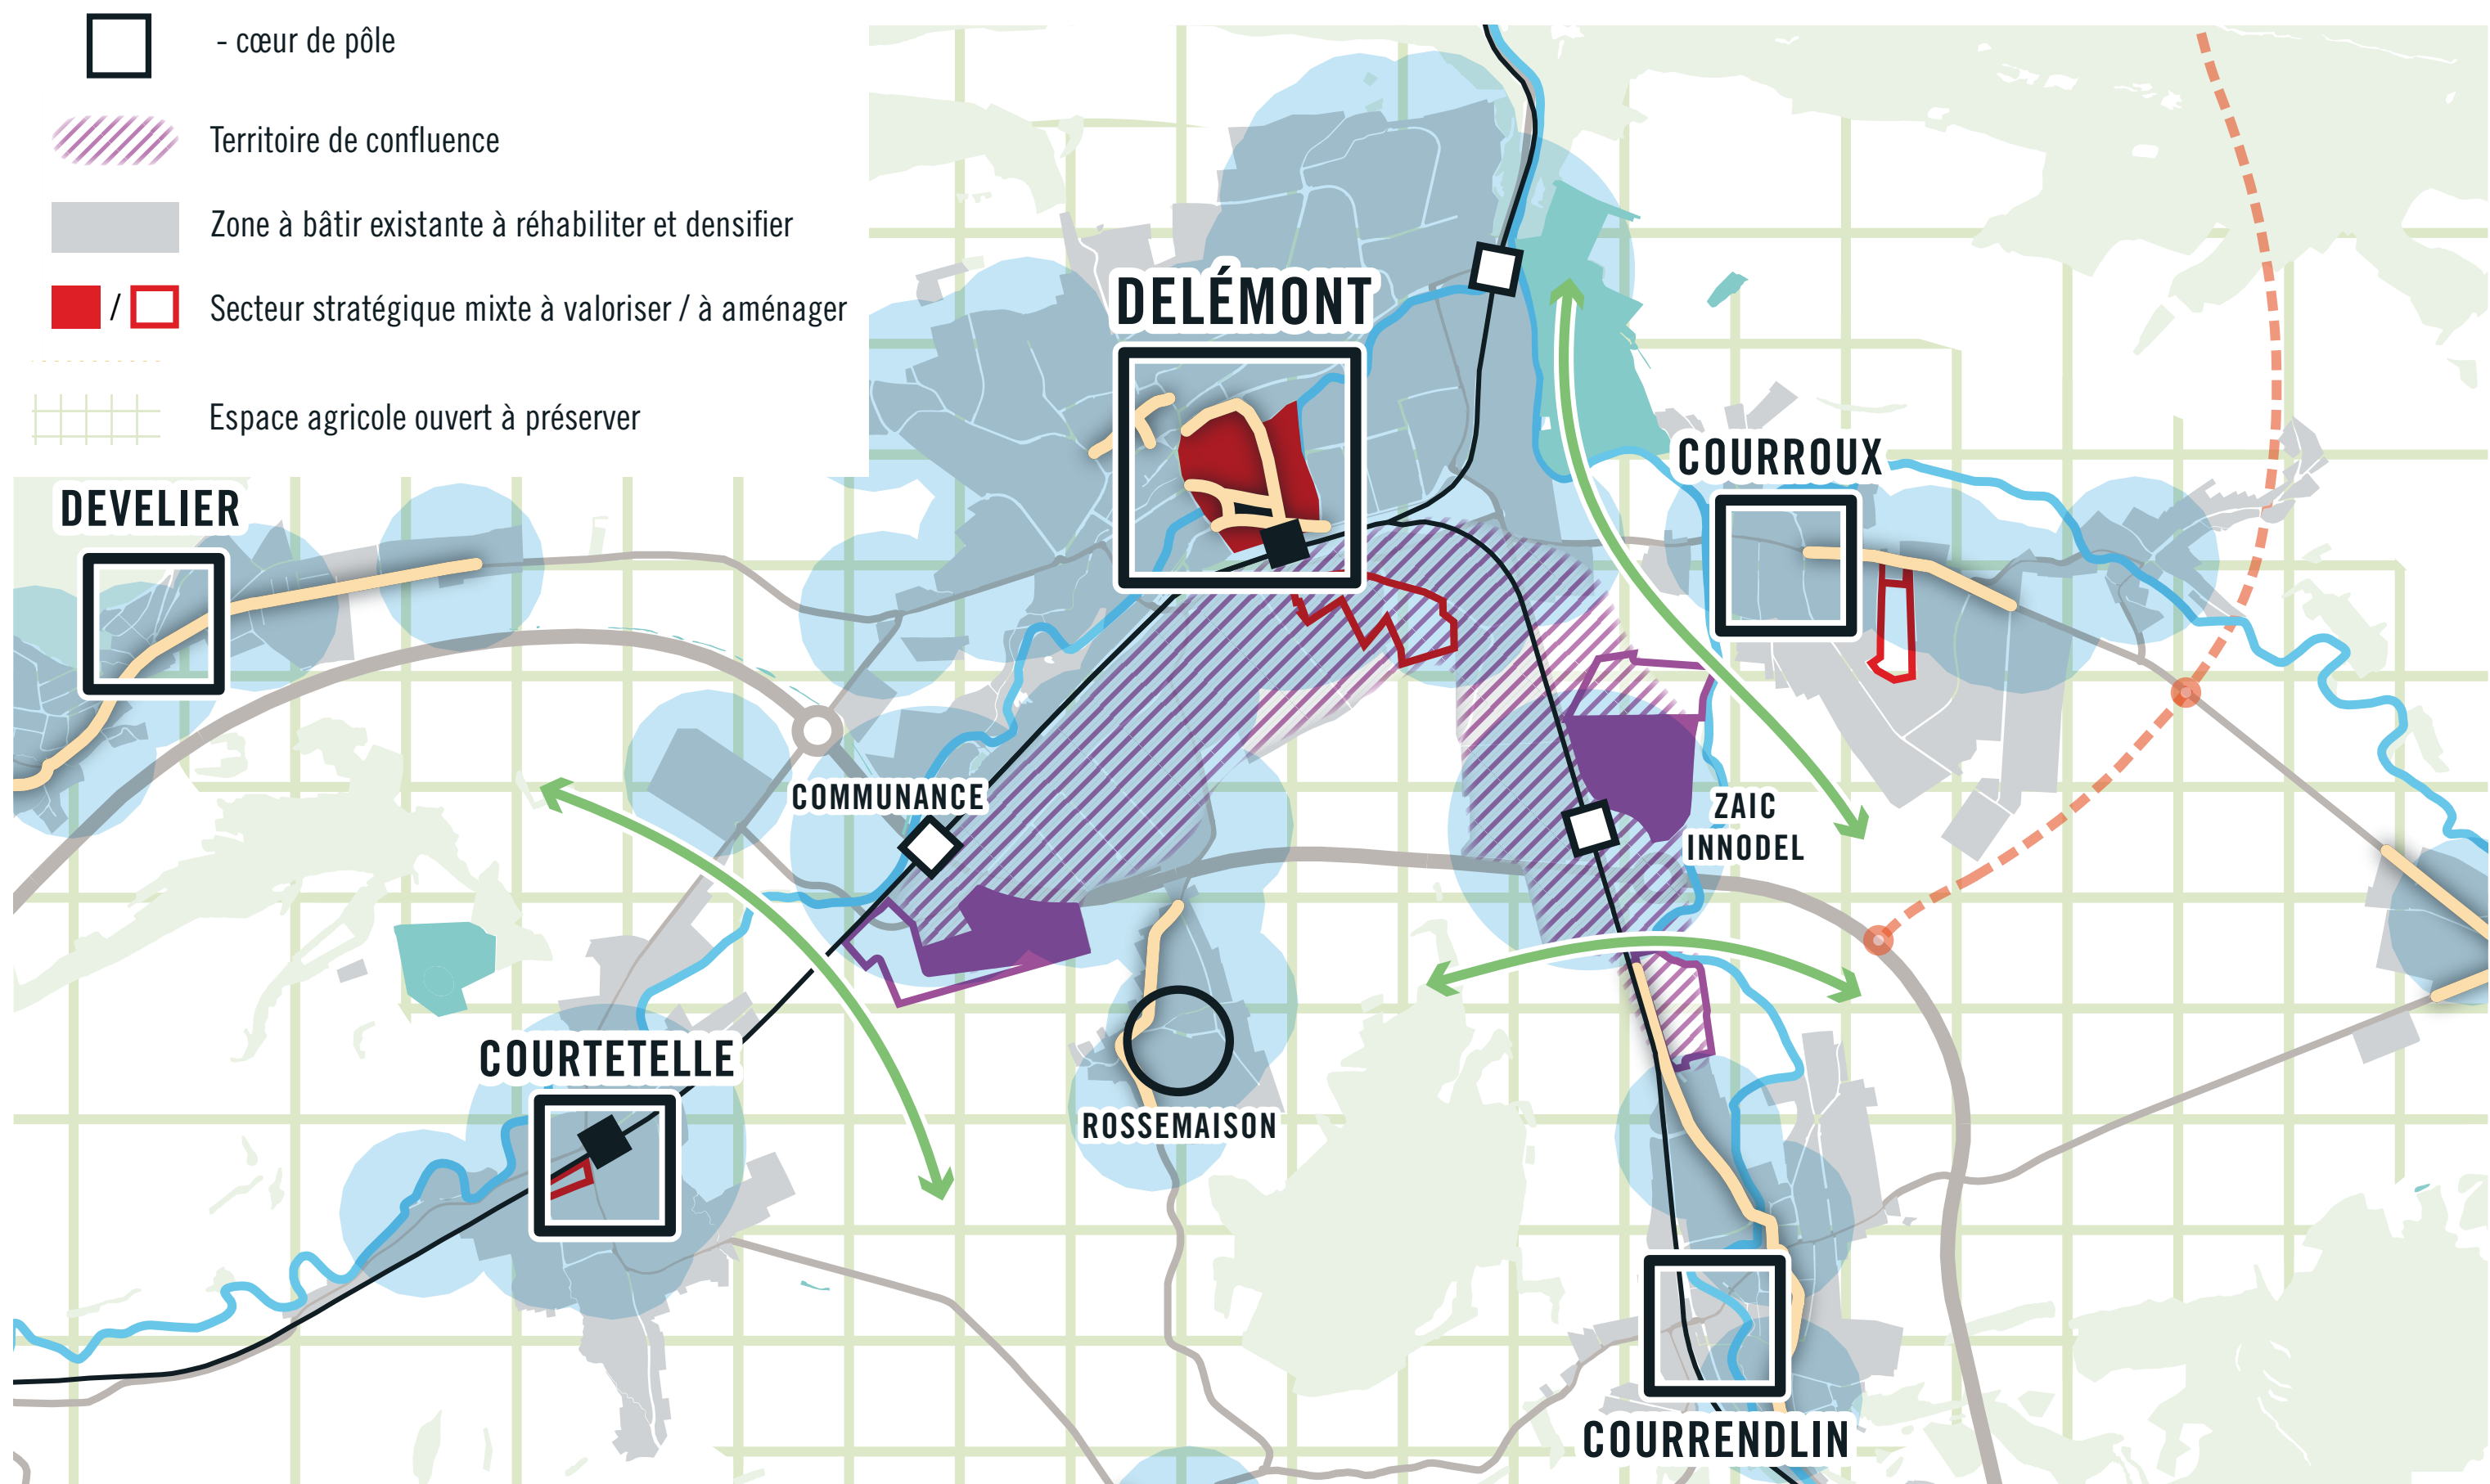 - cœur de pôle
Territoire de confluence
Zone à bâtir existante à réhabiliter et densifier
/ Secteur stratégique mixte à valoriser / à aménager
Espace agricole ouvert à préserver
DELÉMONT
COURROUX
DEVELIER
COMMUNANCE
ZAIC
INNODEL
COURTETELLE
ROSSEMAISON
COURRENDLIN